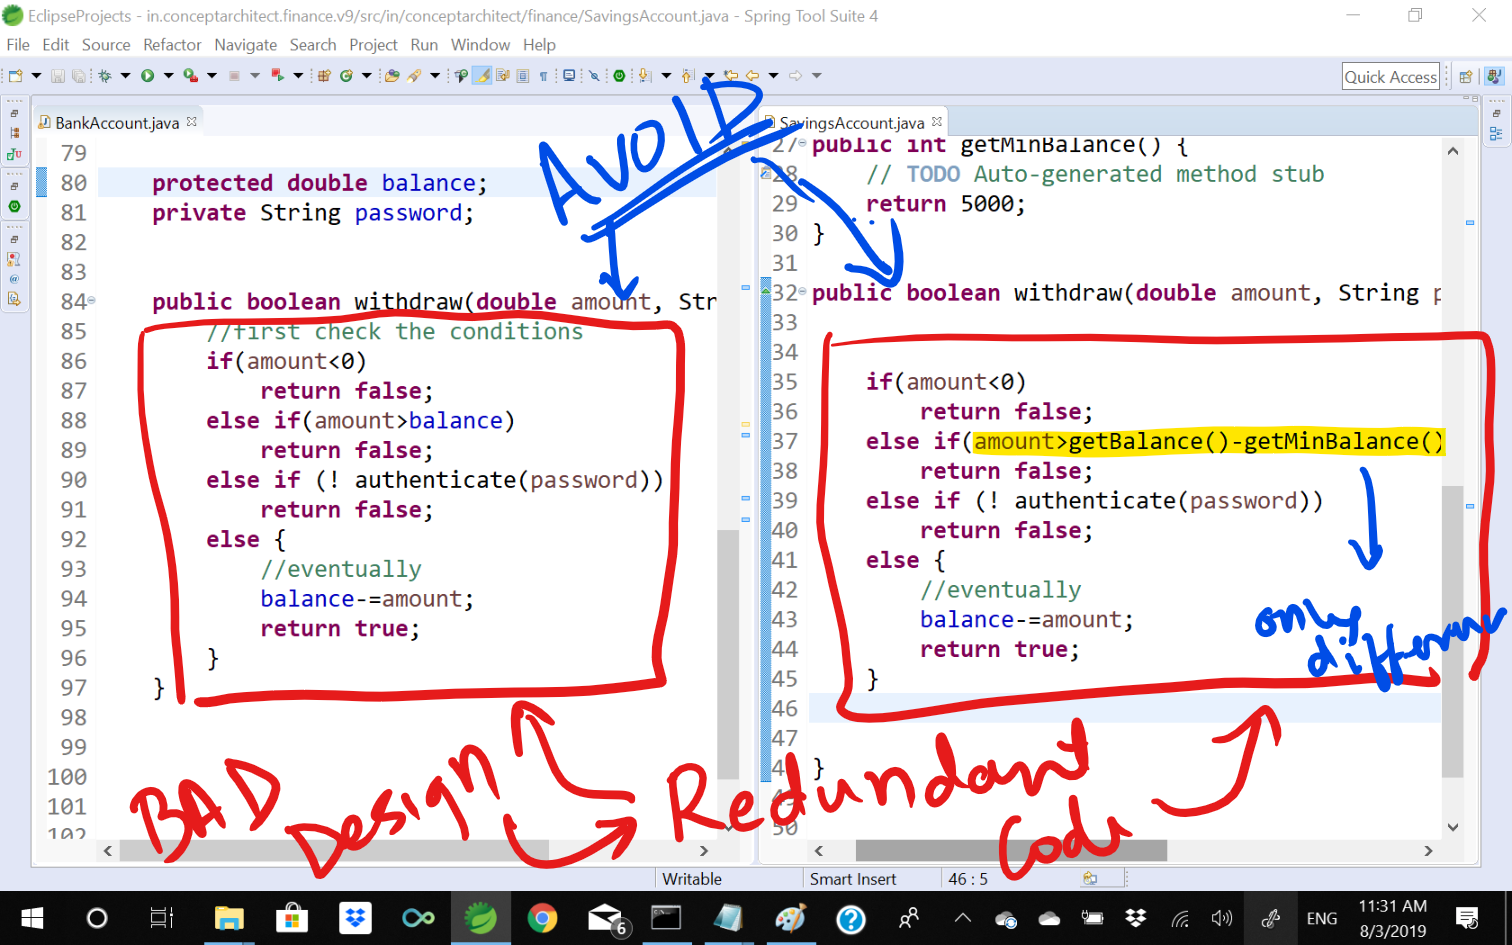 EclipseProjects - in.conceptarchitect.finance.v9/src/in/conceptarchitect/finance/SavingsAccount.java - Spring Tool Suite 4
File Edit Source Refactor Navigate Search Project Run Window Help
Quick Access
BankAccount.java
79
80 protected double balance;
81 private String password;
82
83
84 public boolean withdraw(double amount, Str
85 //first check the conditions
86 if(amount<0)
87 return false;
88 else if(amount>balance)
89 return false;
90 else if (! authenticate(password))
91 return false;
92 else {
93 //eventually
94 balance-=amount;
95 return true;
96 }
97 }
98
99
100
101
102
AVOID
SavingsAccount.java
27 public int getMinBalance() {
28 // TODO Auto-generated method stub
29 return 5000;
30 }
31
32 public boolean withdraw(double amount, String p
33
34
35 if(amount<0)
36 return false;
37 else if(amount>getBalance()-getMinBalance()
38 return false;
39 else if (! authenticate(password))
40 return false;
41 else {
42 //eventually
43 balance-=amount;
44 return true;
45 }
46
47
48 }
49
50
only
BAD
Design
Redundant
Code
Writable Smart Insert 46 : 5
6
ENG
11:31 AM
8/3/2019